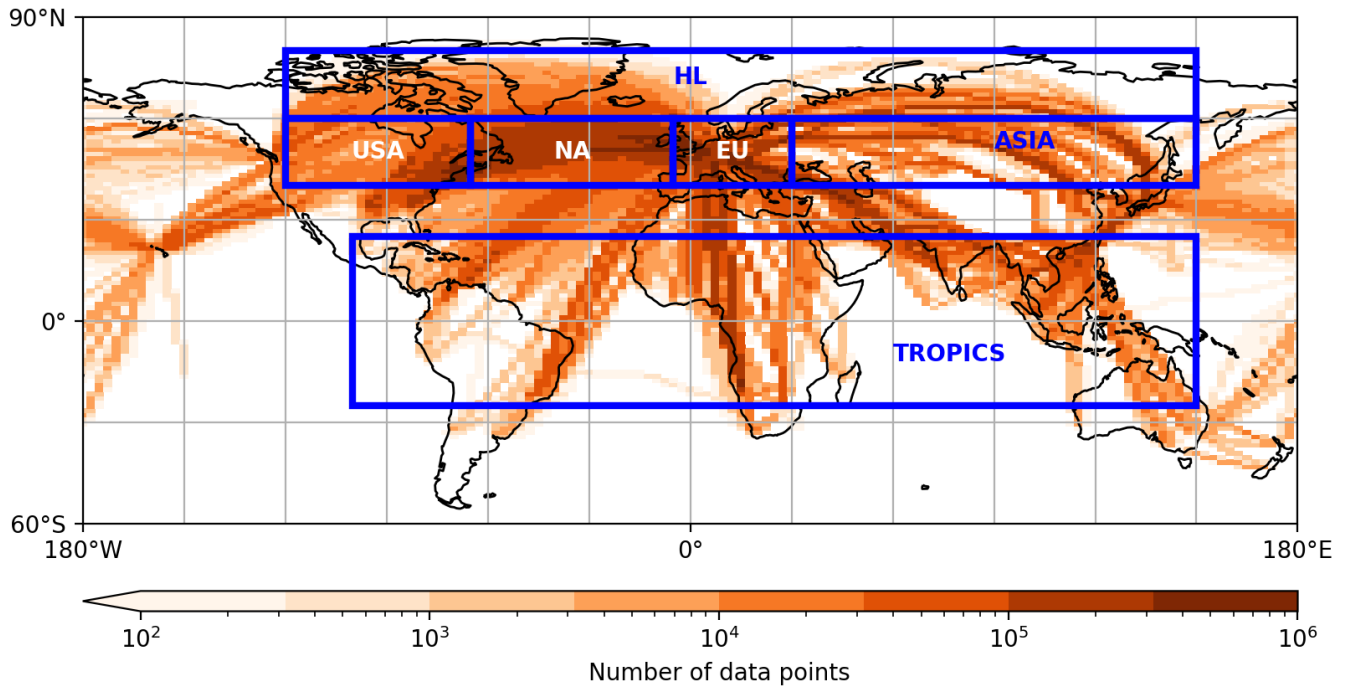 90°N
HL
USA
NA
EU
ASIA
0°
TROPICS
60°S
180°W
0°
180°E
10²
10³
10⁴
10⁵
10⁶
Number of data points